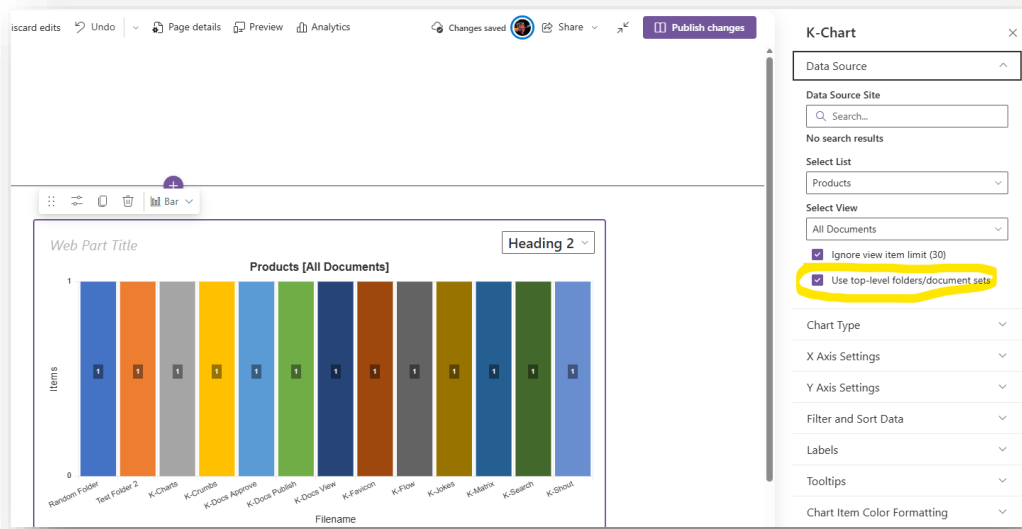 iscard edits Undo Page details Preview Analytics Changes saved Share Publish changes
Web Part Title
Heading 2
Products [All Documents]
1
Items
1 1 1 1 1 1 1 1 1 1 1 1 1
0
Random Folder Test Folder 2 K-Charts K-Crumbs K-Docs Approve K-Docs Publish K-Docs View K-Favicon K-Flow K-Jokes K-Matrix K-Search K-Shout
Filename
Bar
K-Chart
Data Source
Data Source Site
Search...
No search results
Select List
Products
Select View
All Documents
Ignore view item limit (30)
Use top-level folders/document sets
Chart Type
X Axis Settings
Y Axis Settings
Filter and Sort Data
Labels
Tooltips
Chart Item Color Formatting